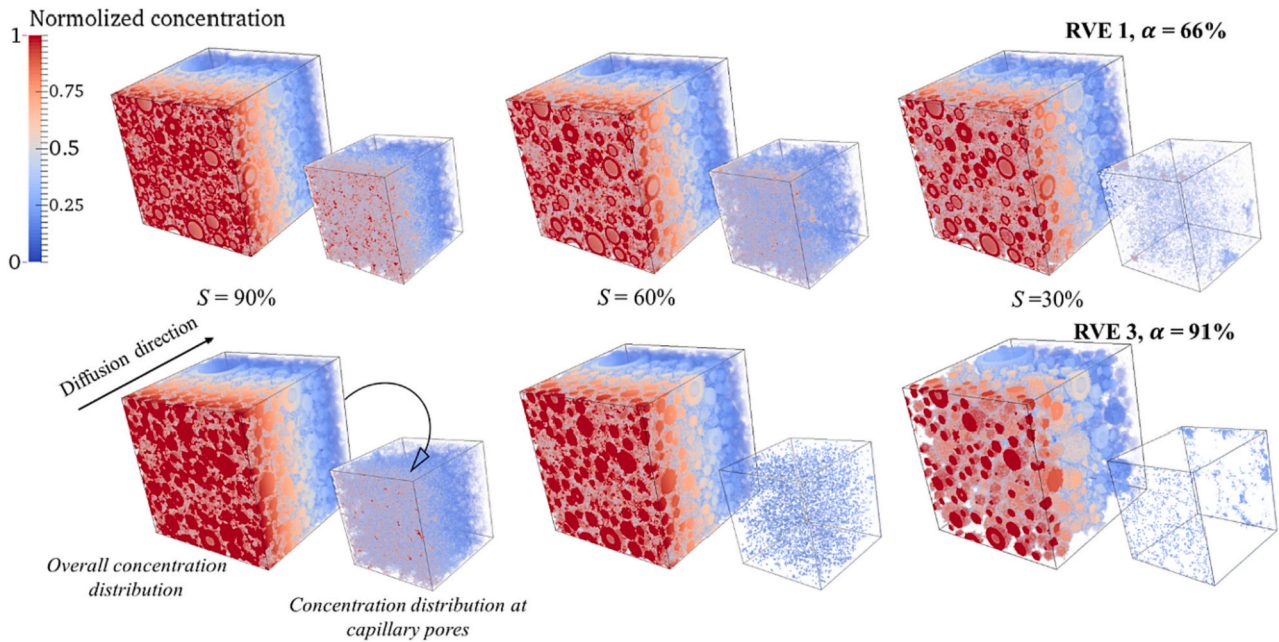 Normalized concentration
1
0.75
0.5
0.25
0
RVE 1, α = 66%
S = 90%
S = 60%
S =30%
RVE 3, α = 91%
Diffusion direction
Overall concentration
distribution
Concentration distribution at
capillary pores